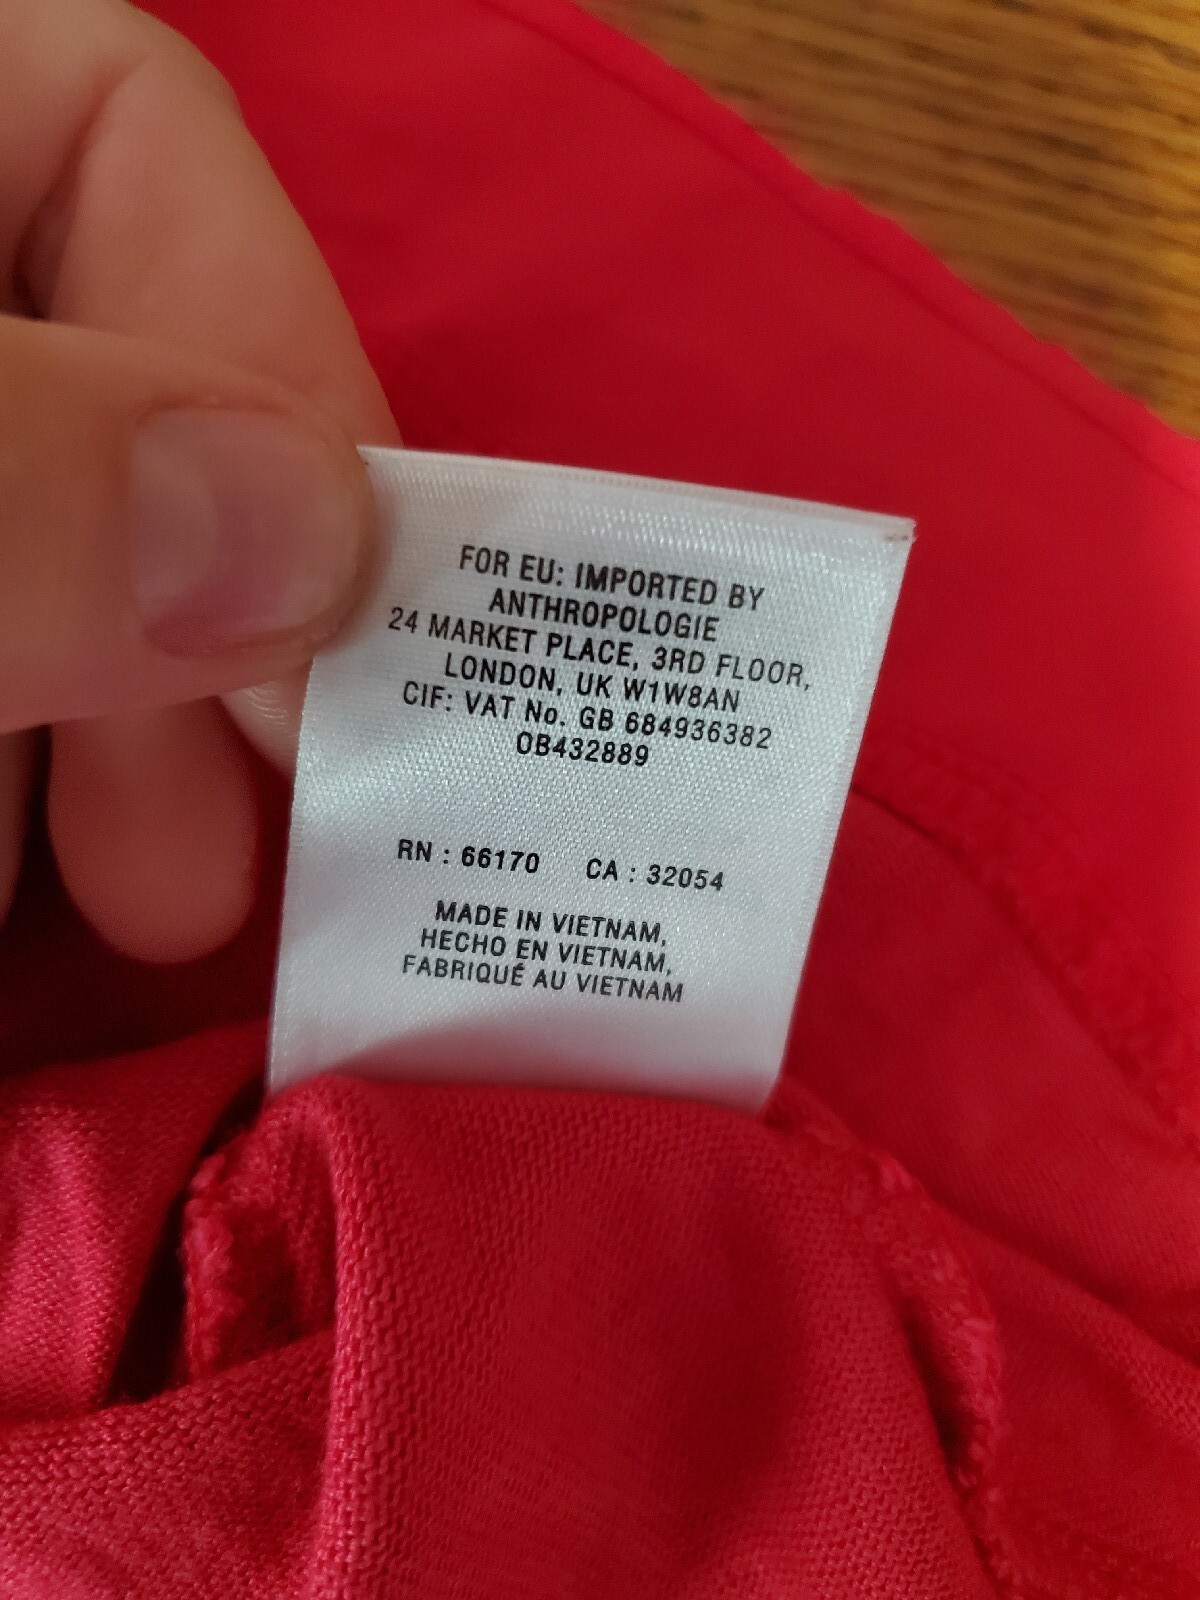 FOR EU: IMPORTED BY
ANTHROPOLOGIE
24 MARKET PLACE, 3RD FLOOR,
LONDON, UK W1W8AN
CIF: VAT No. GB 684936382
OB432889
RN : 66170 CA : 32054
MADE IN VIETNAM,
HECHO EN VIETNAM,
FABRIQUÉ AU VIETNAM